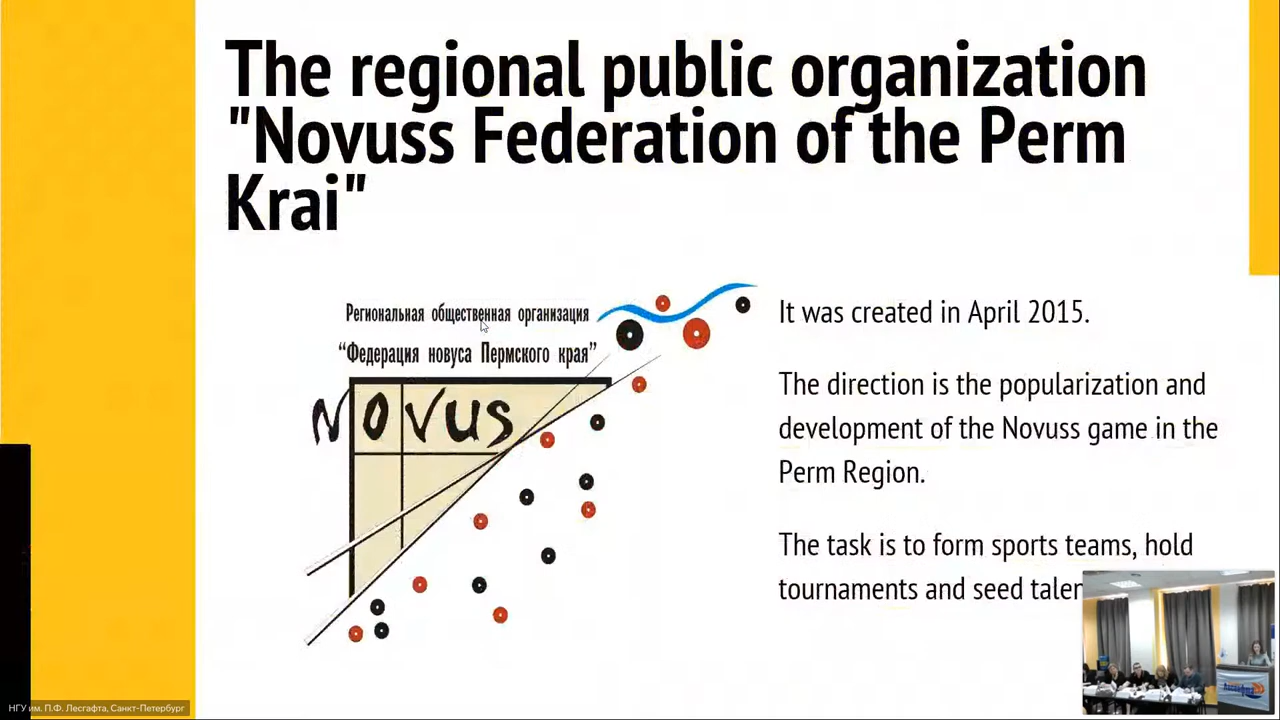 The regional public organization
"Novuss Federation of the Perm
Krai"
Региональная общественная организация
“Федерация новуса Пермского края”
Novus
It was created in April 2015.
The direction is the popularization and
development of the Novuss game in the
Perm Region.
The task is to form sports teams, hold
tournaments and seed
НГУ им. П.Ф. Лесгафта, Санкт-Петербург